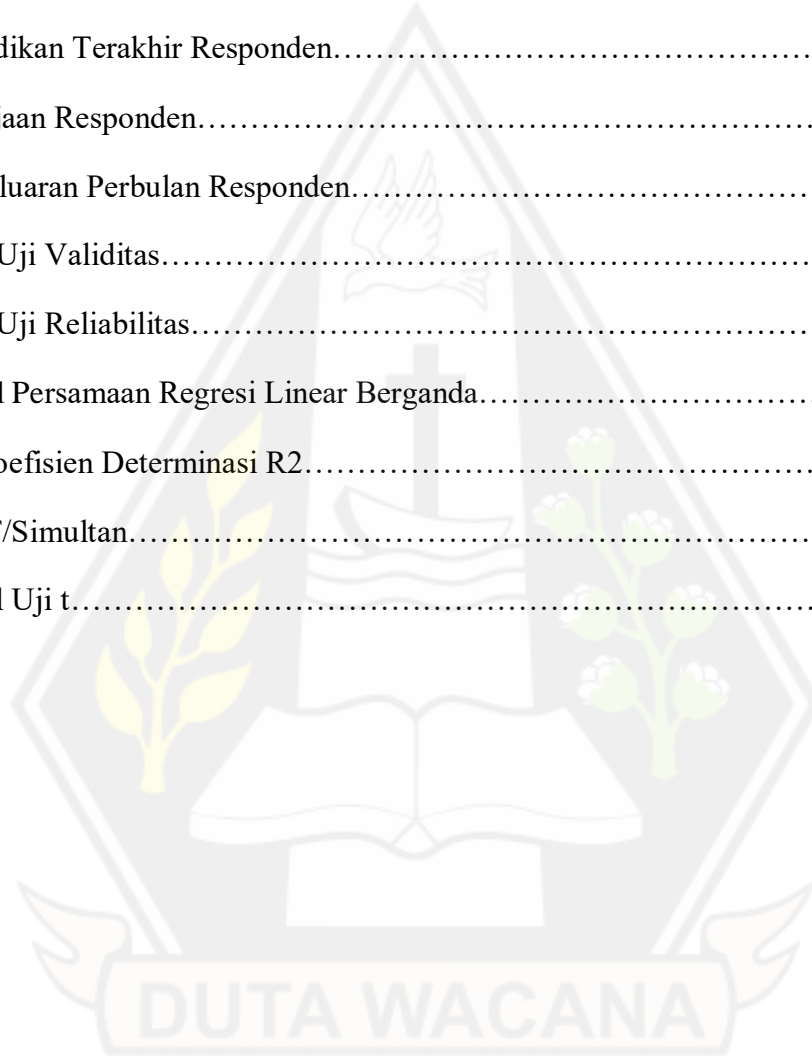 dikan Terakhir Responden……………………………………………
jaan Responden…………………………………………………………
luaran Perbulan Responden…………………………………………
Uji Validitas………………………………………………………………
Uji Reliabilitas……………………………………………………………
l Persamaan Regresi Linear Berganda………………………………
oefisien Determinasi R2…………………………………………………
/Simultan……………………………………………………………………
l Uji t…………………………………………………………………………
DUTA WACANA